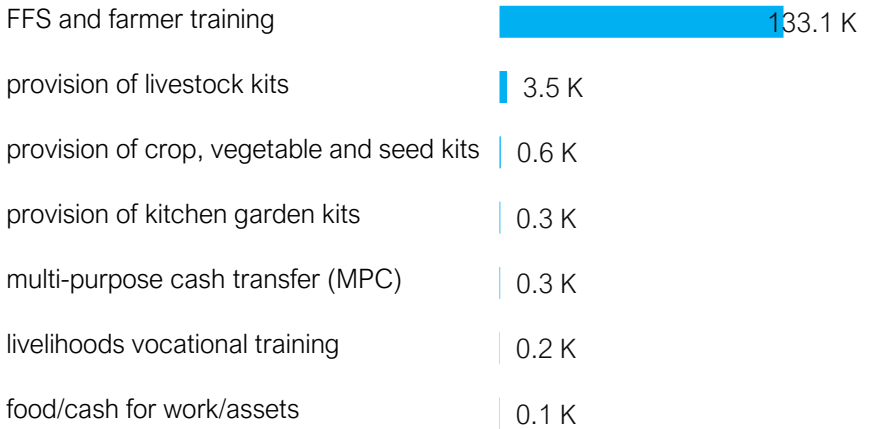 FFS and farmer training 133.1 K
provision of livestock kits 3.5 K
provision of crop, vegetable and seed kits 0.6 K
provision of kitchen garden kits 0.3 K
multi-purpose cash transfer (MPC) 0.3 K
livelihoods vocational training 0.2 K
food/cash for work/assets 0.1 K